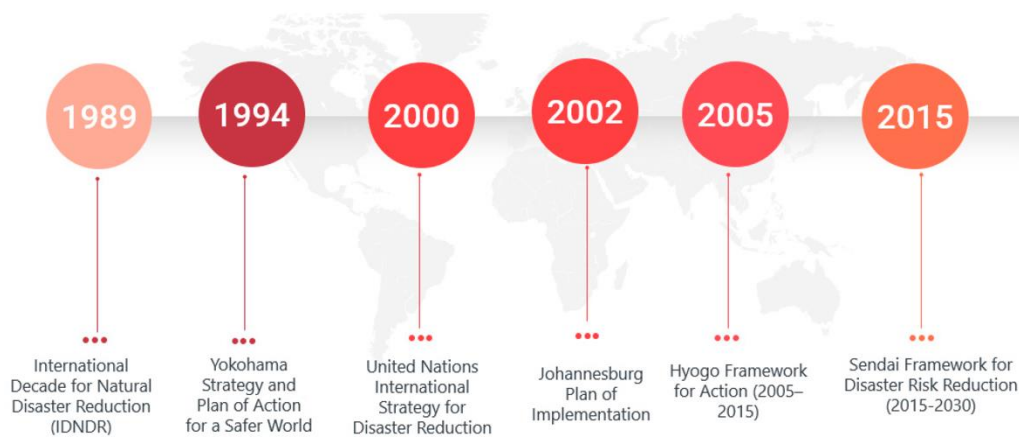 1989
1994
2000
2002
2005
2015
International
Decade for Natural
Disaster Reduction
(IDNDR)
Yokohama
Strategy and
Plan of Action
for a Safer World
United Nations
International
Strategy for
Disaster Reduction
Johannesburg
Plan of
Implementation
Hyogo Framework
for Action (2005–
2015)
Sendai Framework for
Disaster Risk Reduction
(2015-2030)